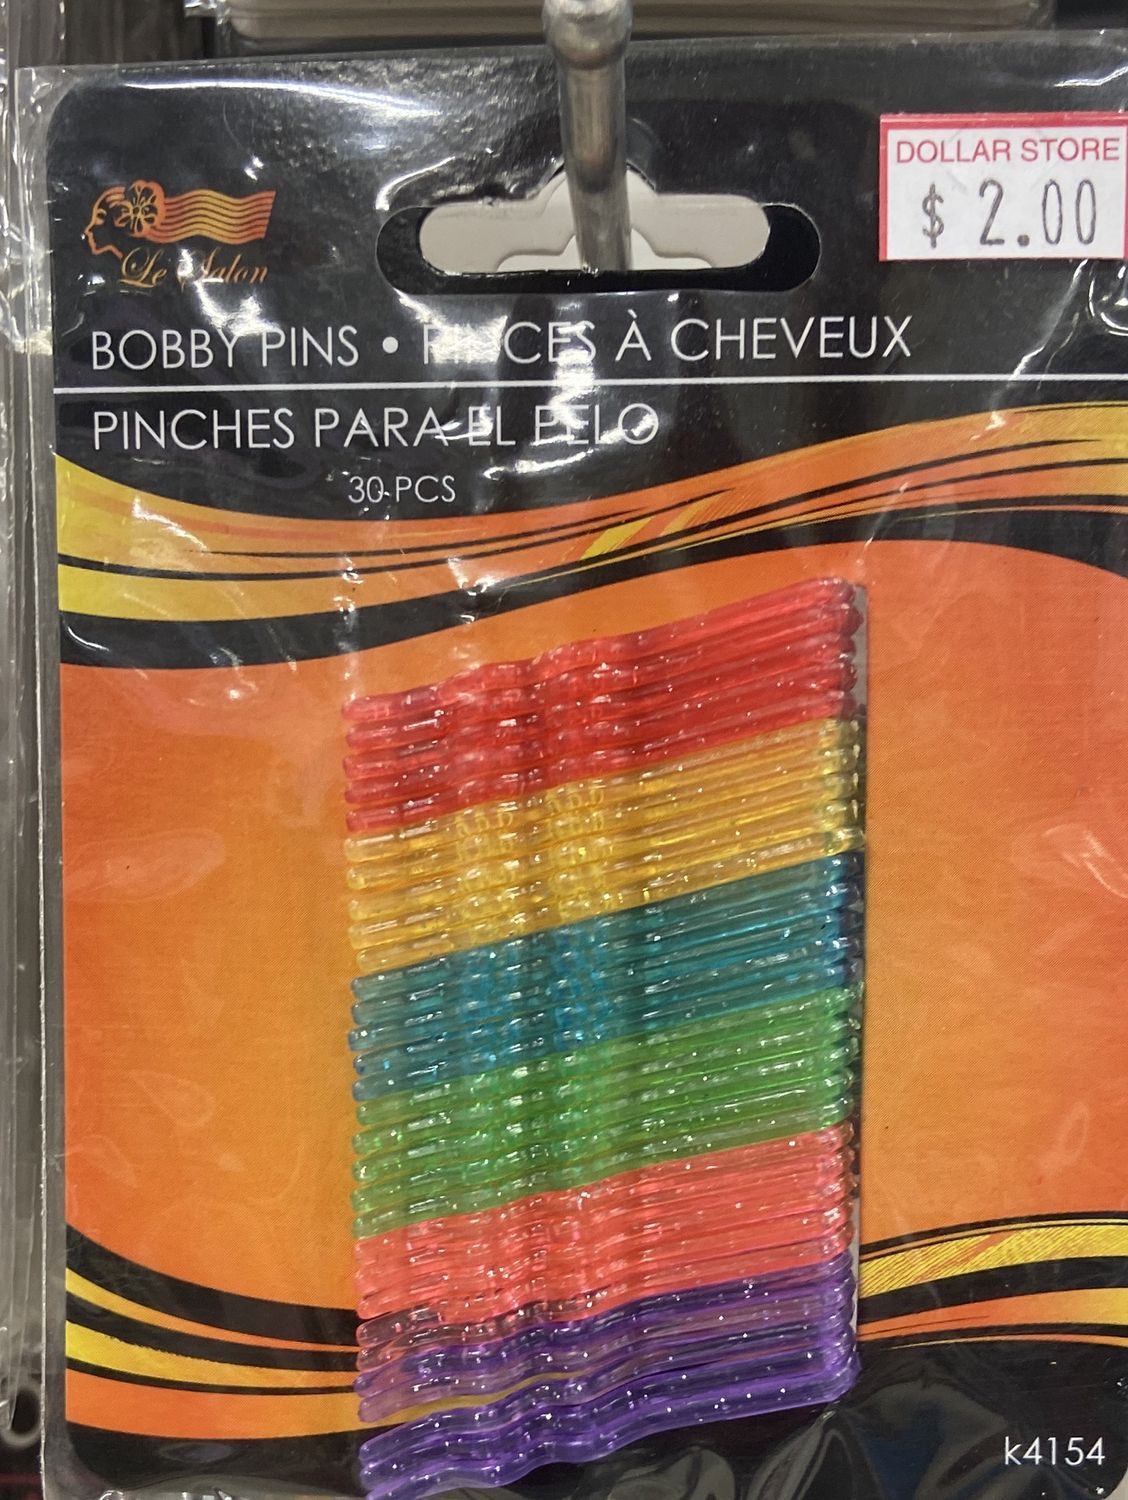 DOLLAR STORE
$ 2.00
Le Salon
BOBBY PINS • PINCES À CHEVEUX
PINCHES PARA EL PELO
30 PCS
k4154